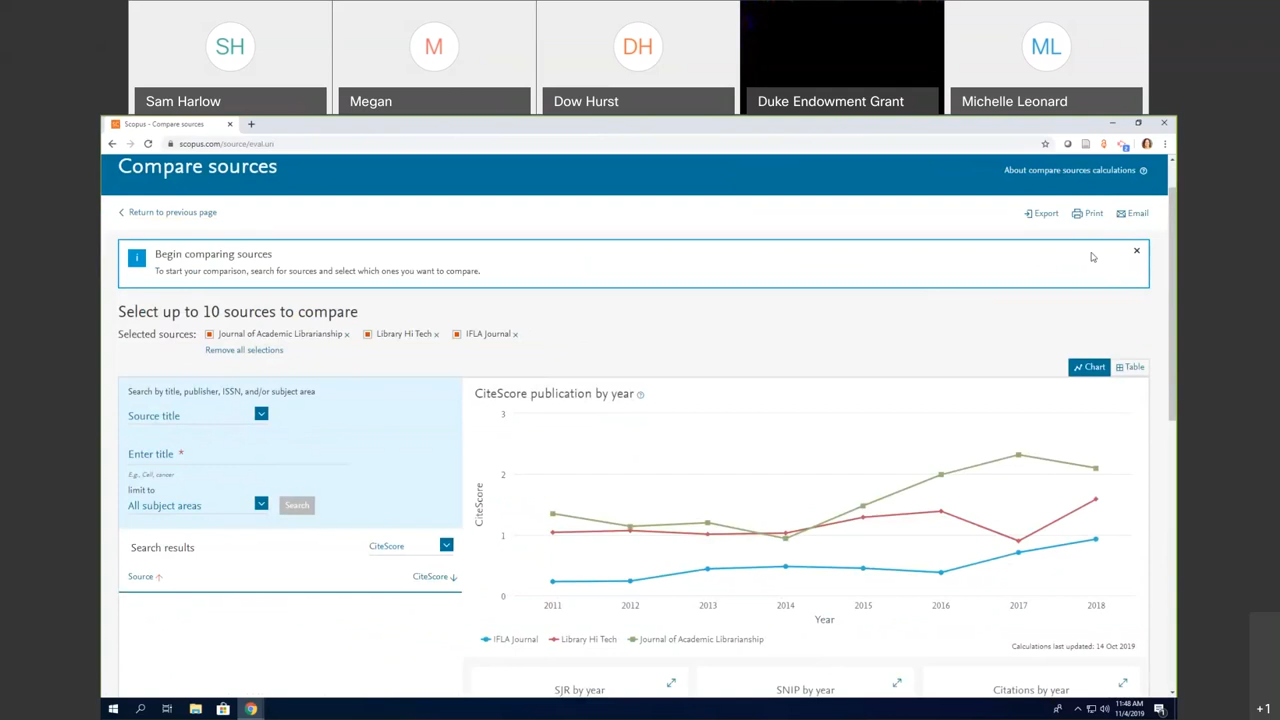 SH
M
DH
ML
Sam Harlow
Megan
Dow Hurst
Duke Endowment Grant
Michelle Leonard
Scopus - Compare sources
scopus.com/source/eval.uri
Compare sources
About compare sources calculations
Return to previous page
Export
Print
Email
Begin comparing sources
To start your comparison, search for sources and select which ones you want to compare.
Select up to 10 sources to compare
Selected sources: Journal of Academic Librarianship x Library Hi Tech x IFLA Journal x
Remove all selections
Chart
Table
Search by title, publisher, ISSN, and/or subject area
Source title
Enter title *
E.g., Cell, cancer
limit to
All subject areas
Search
Search results
CiteScore
Source
CiteScore
CiteScore publication by year
3
2
1
0
CiteScore
2011 2012 2013 2014 2015 2016 2017 2018
Year
IFLA Journal Library Hi Tech Journal of Academic Librarianship
Calculations last updated: 14 Oct 2019
SJR by year
SNIP by year
Citations by year
11:48 AM
11/4/2019
+1